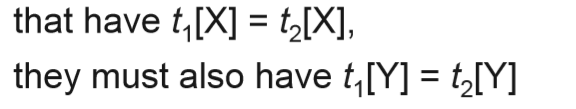 that have t₁[X] = t₂[X],
they must also have t₁[Y] = t₂[Y]